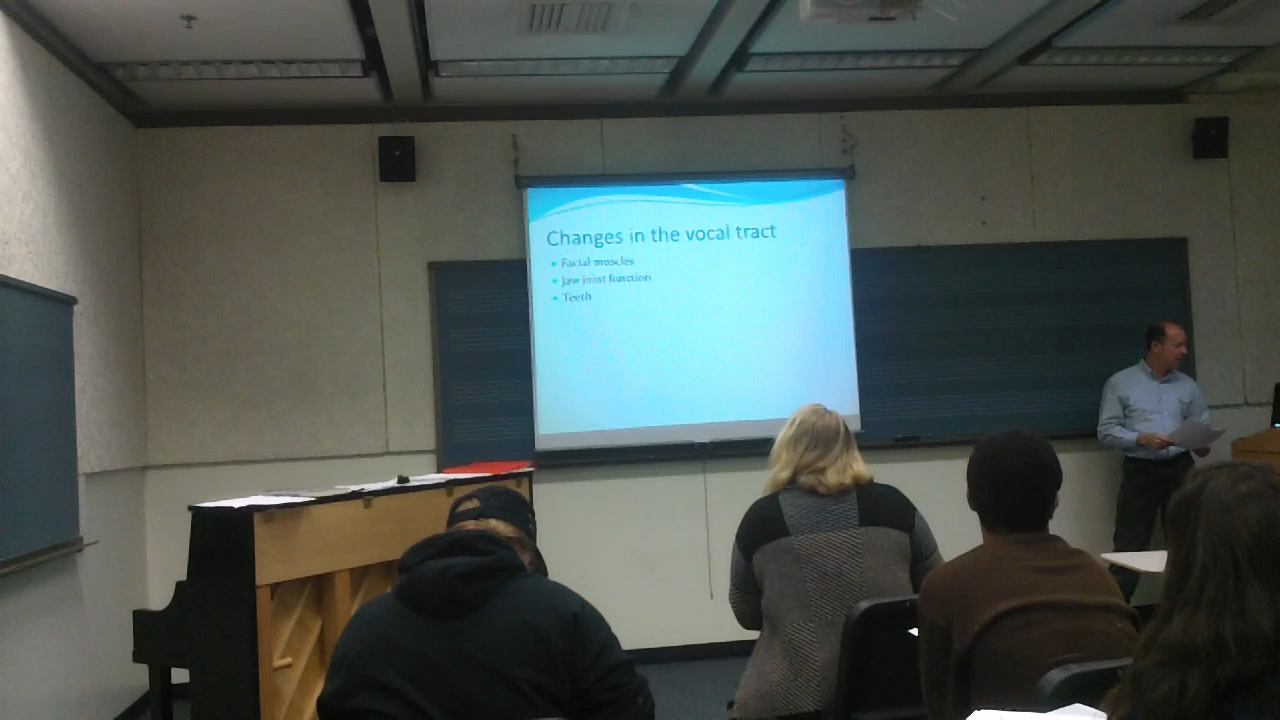 Changes in the vocal tract
Facial muscles
Jaw joint function
Teeth